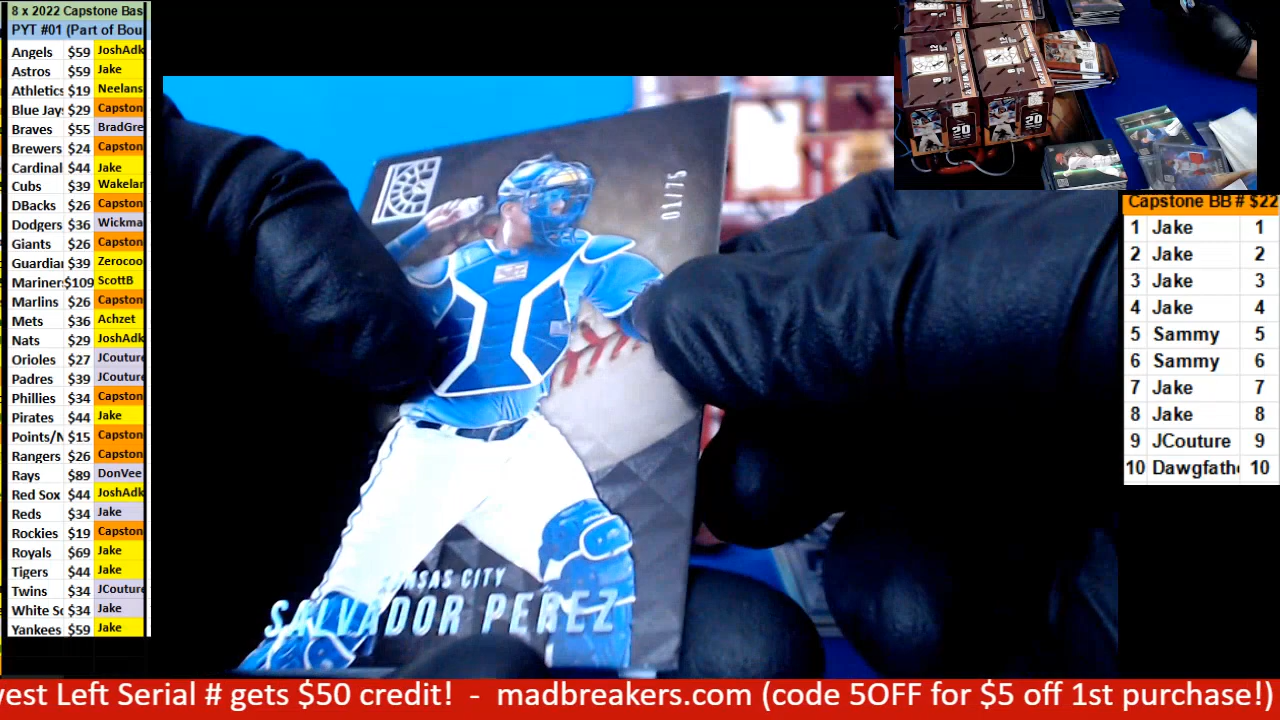 8 x 2022 Capstone Bas
PYT #01 (Part of Bou
Angels $59 JoshAdk
Astros $59 Jake
Athletics $19 Neelans
Blue Jay $29 Capston
Braves $55 BradGre
Brewers $24 Capston
Cardinal $44 Jake
Cubs $39 Wakelar
DBacks $26 Capston
Dodgers $36 Wickma
Giants $26 Capston
Guardian $39 Zerocoo
Mariners $109 ScottB
Marlins $26 Capston
Mets $36 Achzet
Nats $29 JoshAdk
Orioles $27 JCouture
Padres $39 JCouture
Phillies $34 Capston
Pirates $44 Jake
Points/N $15 Capston
Rangers $26 Capston
Rays $89 DonVee
Red Sox $44 JoshAdk
Reds $34 Jake
Rockies $19 Capston
Royals $69 Jake
Tigers $44 Jake
Twins $34 JCouture
White So $34 Jake
Yankees $59 Jake
01/75
KANSAS CITY
SALVADOR PEREZ
20
20
Capstone BB # $22
1 Jake 1
2 Jake 2
3 Jake 3
4 Jake 4
5 Sammy 5
6 Sammy 6
7 Jake 7
8 Jake 8
9 JCouture 9
10 Dawgfath 10
west Left Serial # gets $50 credit! - madbreakers.com (code 5OFF for $5 off 1st purchase!)